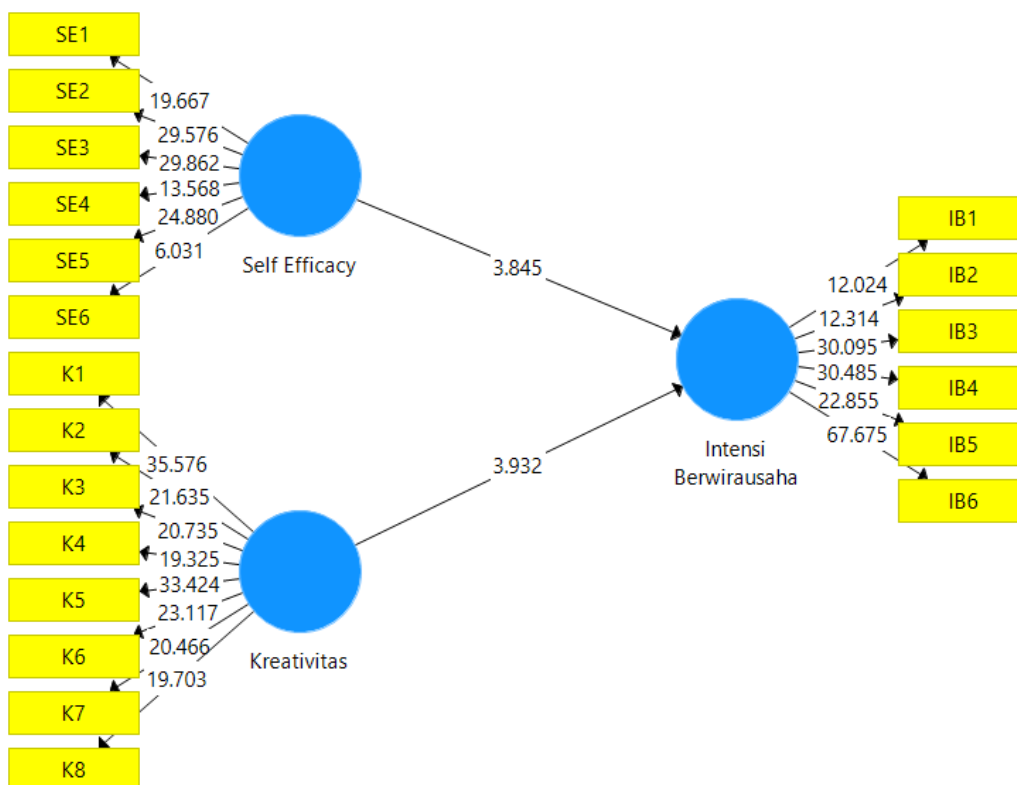 SE1
SE2
SE3
SE4
SE5
SE6
19.667
29.576
29.862
13.568
24.880
6.031
Self Efficacy
K1
K2
K3
K4
K5
K6
K7
K8
35.576
21.635
20.735
19.325
33.424
23.117
20.466
19.703
Kreativitas
3.845
3.932
Intensi
Berwirausaha
12.024
12.314
30.095
30.485
22.855
67.675
IB1
IB2
IB3
IB4
IB5
IB6